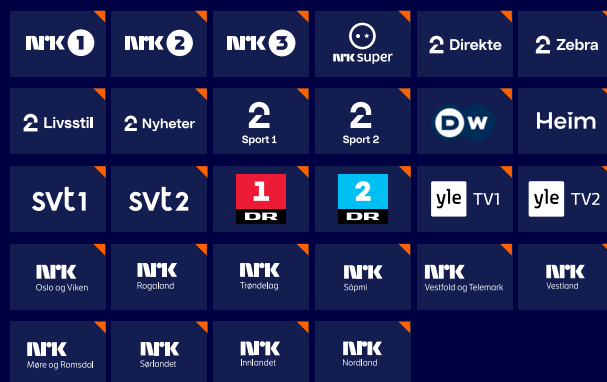 NRK 1
NRK 2
NRK 3
NRK super
2 Direkte
2 Zebra
2 Livsstil
2 Nyheter
2
Sport 1
2
Sport 2
DW
Heim
svt1
svt2
1
DR
2
DR
yle TV1
yle TV2
NRK
Oslo og Viken
NRK
Rogaland
NRK
Trøndelag
NRK
Sápmi
NRK
Vestfold og Telemark
NRK
Vestland
NRK
Møre og Romsdal
NRK
Sørlandet
NRK
Innlandet
NRK
Nordland